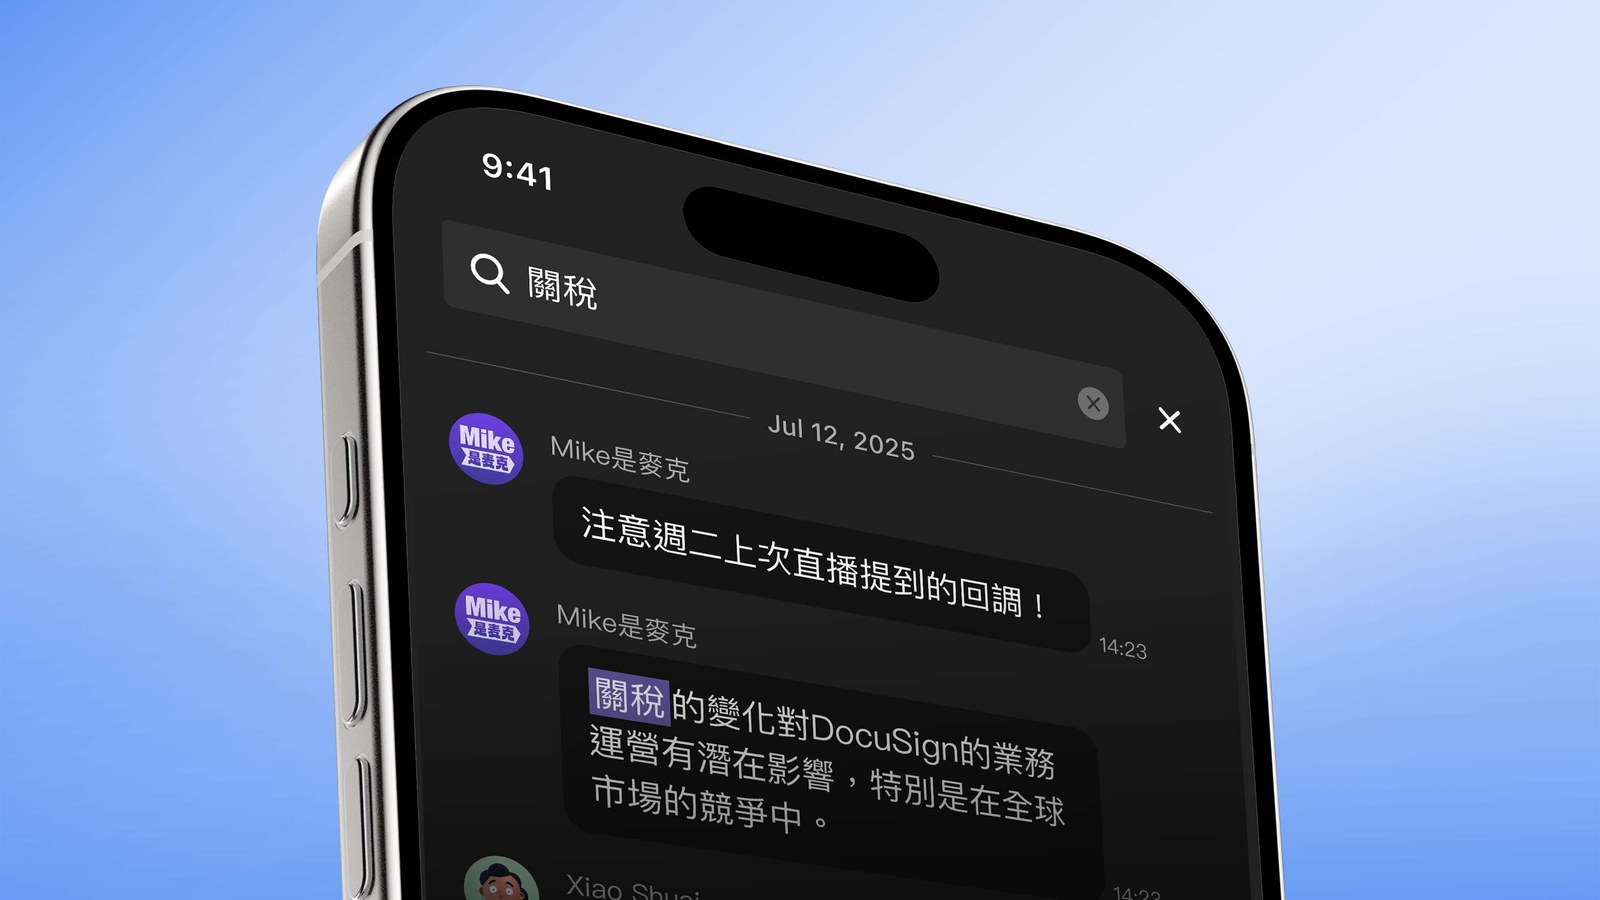 9:41
關稅
Jul 12, 2025
Mike
是麥克
Mike是麥克
注意週二上次直播提到的回調！
14:23
Mike
是麥克
Mike是麥克
關稅的變化對DocuSign的業務
運營有潛在影響，特別是在全球
市場的競爭中。
14:23
Xiao Shuai